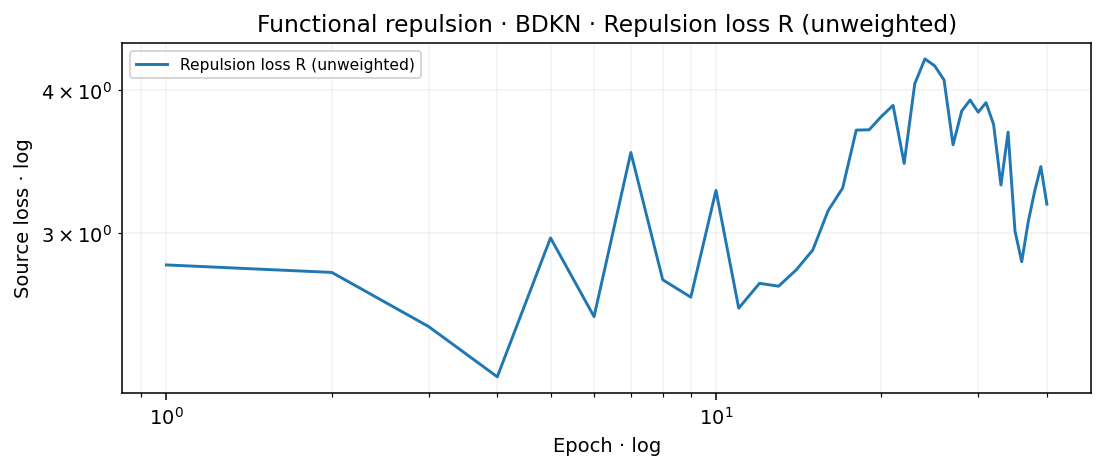 Functional repulsion · BDKN · Repulsion loss R (unweighted)
Repulsion loss R (unweighted)
4 × 10⁰
3 × 10⁰
Source loss · log
10⁰ 10¹
Epoch · log